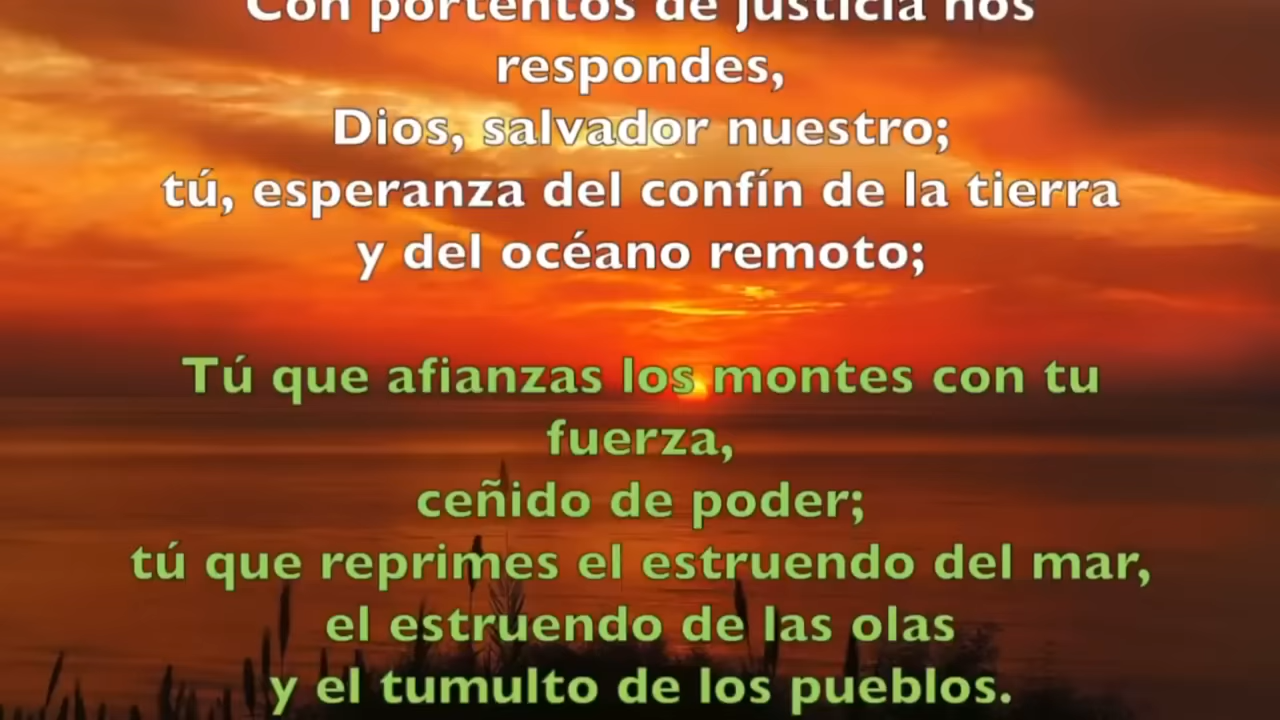 Con portentos de justicia nos
respondes,
Dios, salvador nuestro;
tú, esperanza del confín de la tierra
y del océano remoto;
Tú que afianzas los montes con tu
fuerza,
ceñido de poder;
tú que reprimes el estruendo del mar,
el estruendo de las olas
y el tumulto de los pueblos.